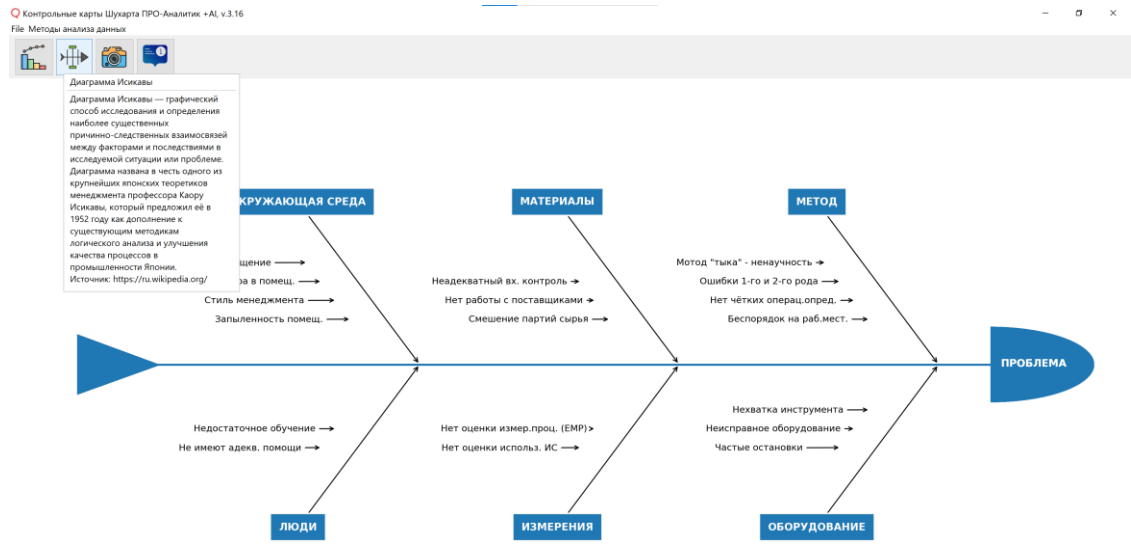 Контрольные карты Шухарта ПРО-Аналитик +AI, v.3.16
File Методы анализа данных
Диаграмма Исикавы
Диаграмма Исикавы — графический
способ исследования и определения
наиболее существенных
причинно-следственных взаимосвязей
между факторами и последствиями в
исследуемой ситуации или проблеме.
Диаграмма названа в честь одного из
крупнейших японских теоретиков
менеджмента профессора Каору
Исикавы, который предложил её в
1952 году как дополнение к
существующим методикам
логического анализа и улучшения
качества процессов в
промышленности Японии.
Источник: https://ru.wikipedia.org/
КРУЖАЮЩАЯ СРЕДА
МАТЕРИАЛЫ
МЕТОД
щение
ра в помещ.
Стиль менеджмента
Запыленность помещ.
Неадекватный вх. контроль
Нет работы с поставщиками
Смешение партий сырья
Мотод "тыка" - ненаучность
Ошибки 1-го и 2-го рода
Нет чётких операц.опред.
Беспорядок на раб.мест.
ПРОБЛЕМА
Недостаточное обучение
Не имеют адекв. помощи
Нет оценки измер.проц. (EMP)
Нет оценки использ. ИС
Нехватка инструмента
Неисправное оборудование
Частые остановки
ЛЮДИ
ИЗМЕРЕНИЯ
ОБОРУДОВАНИЕ